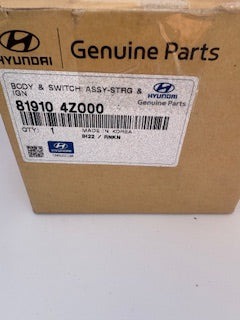 HYUNDAI
Genuine Parts
BODY & SWITCH ASSY-STRG &
IGN
81910 4Z000
HYUNDAI
Genuine Parts
QTY: 1
MADE IN KOREA
IH22 / RNKN